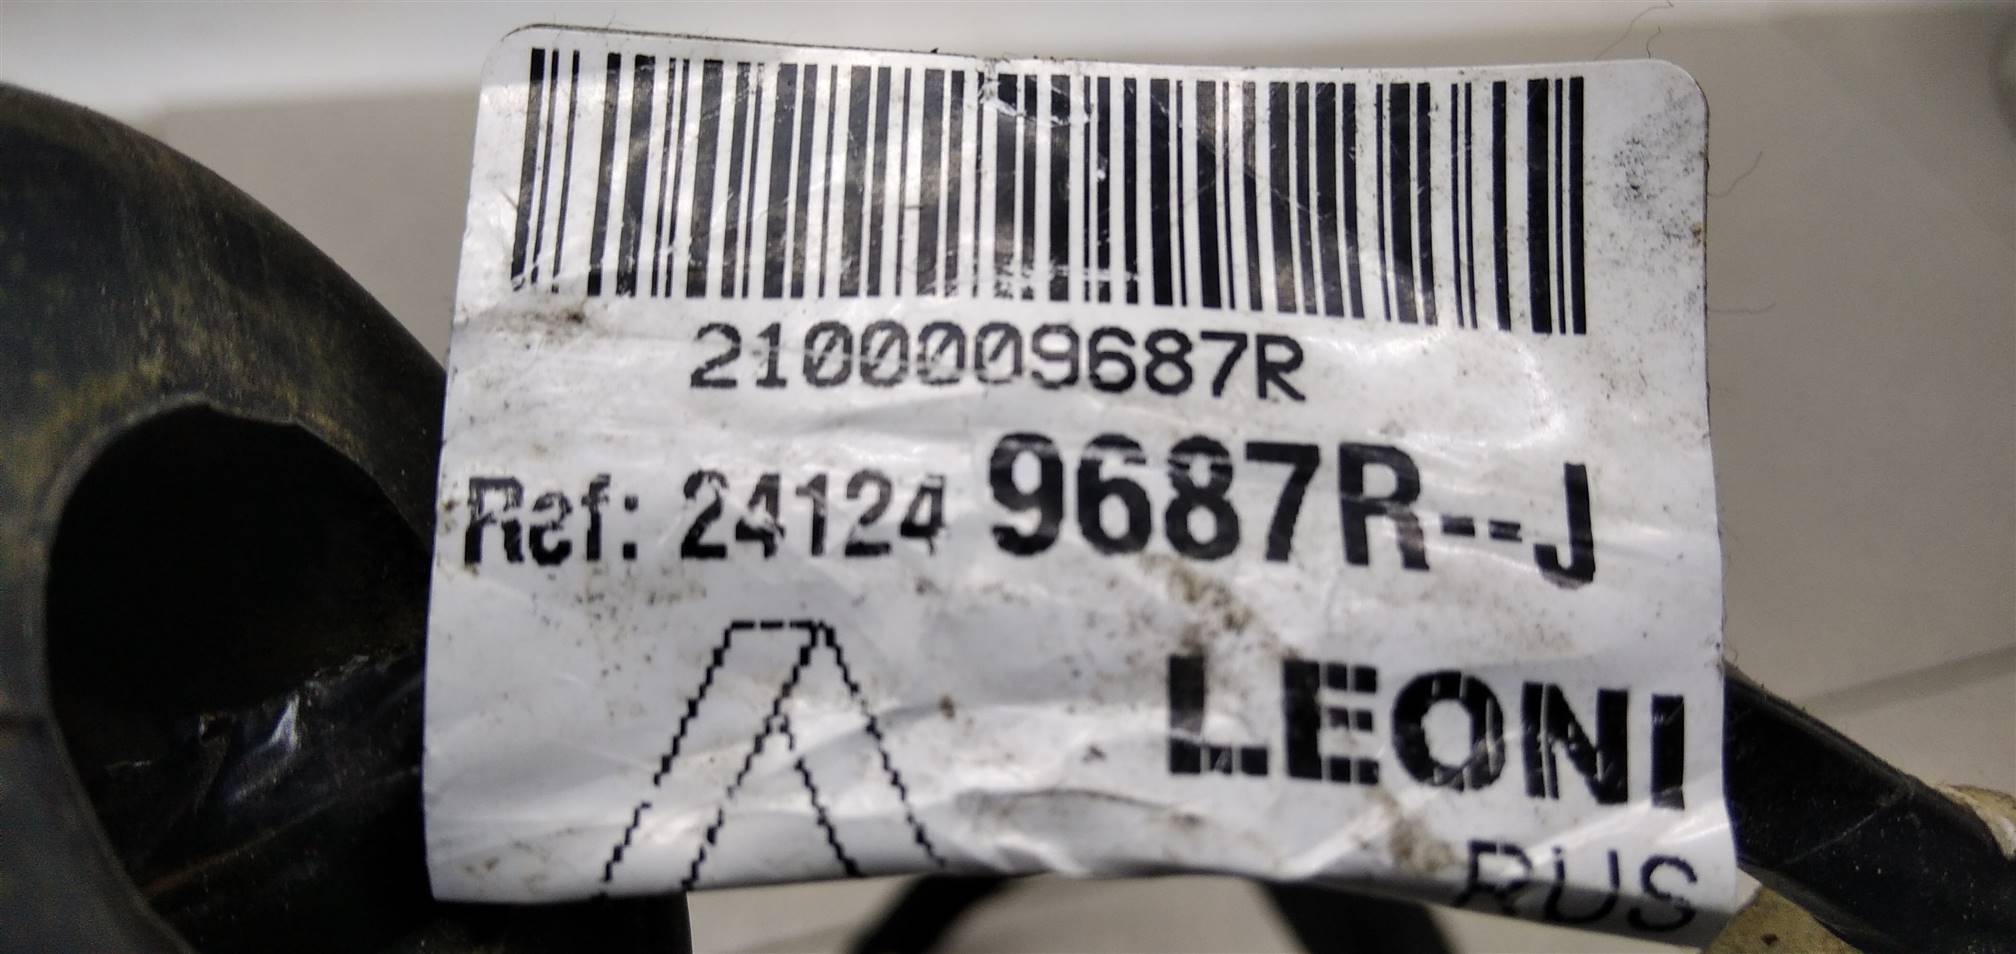 2100009687R
Ref: 24124 9687R--J
LEONI
RUS